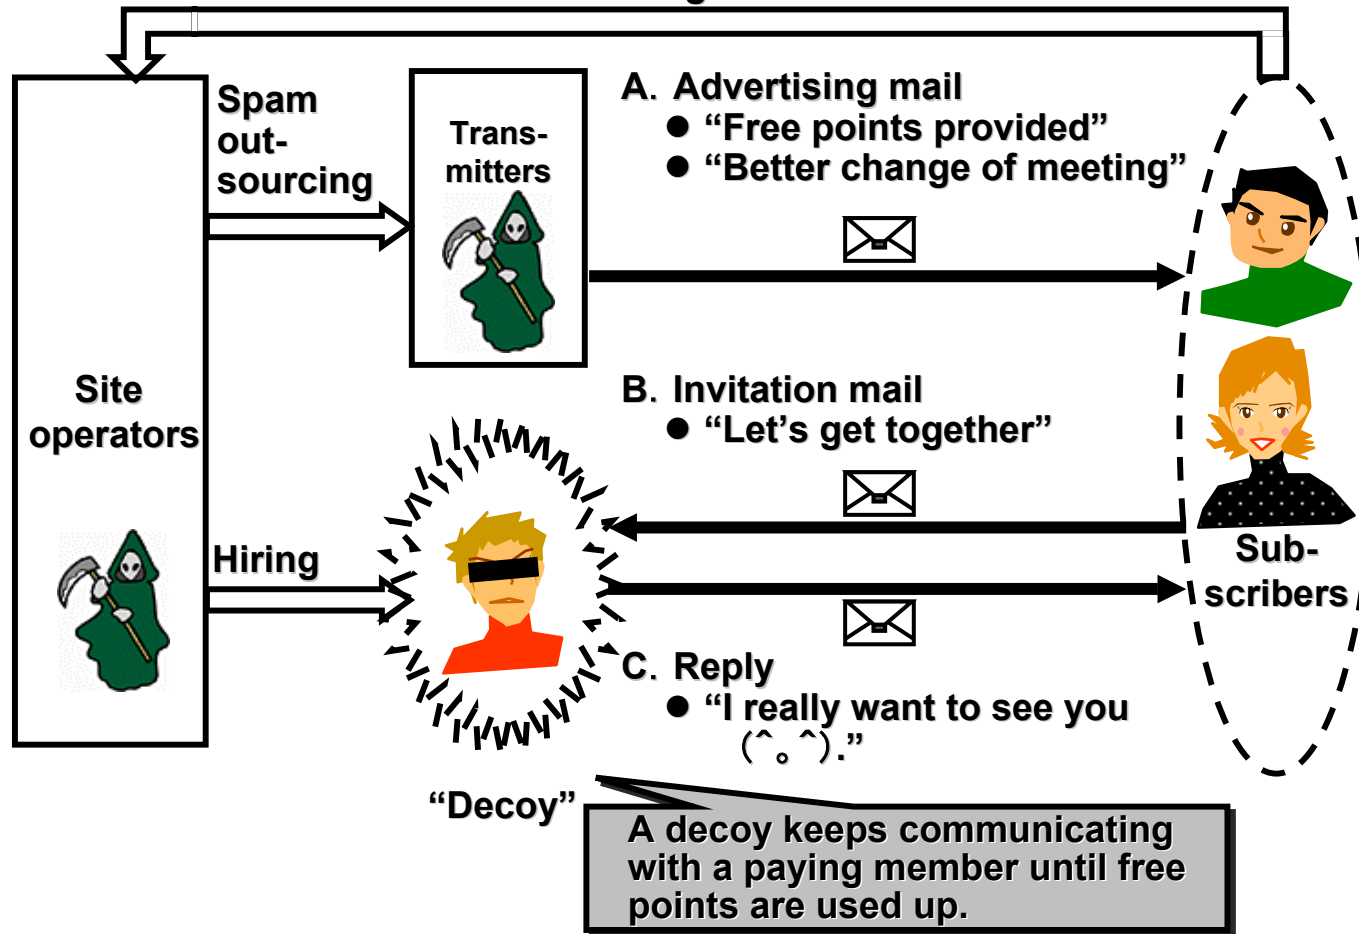 Spam
out-
sourcing
Trans-
mitters
A. Advertising mail
● “Free points provided”
● “Better change of meeting”
Site
operators
B. Invitation mail
● “Let’s get together”
Hiring
Sub-
scribers
C. Reply
● “I really want to see you
(^。^).”
“Decoy”
A decoy keeps communicating
with a paying member until free
points are used up.